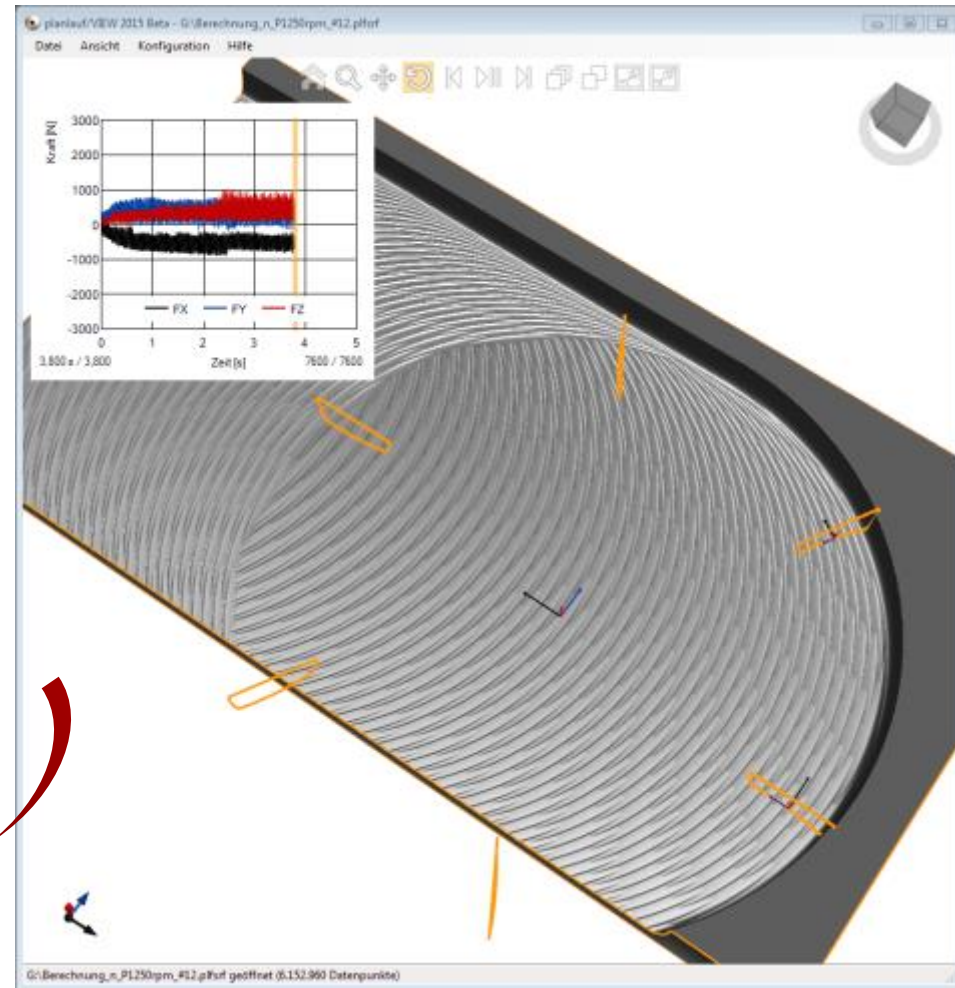 planlauf/VIEW 2015 Beta - G:\Berechnung_n_P1250rpm_#12.plfsrf
Datei Ansicht Konfiguration Hilfe
Kraft [N]
3000
2000
1000
0
-1000
-2000
-3000
FX FY FZ
0 1 2 3 4 5
3,800 s / 3,800 Zeit [s] 7600 / 7600
G:\Berechnung_n_P1250rpm_#12.plfsrf geöffnet (6.152.960 Datenpunkte)